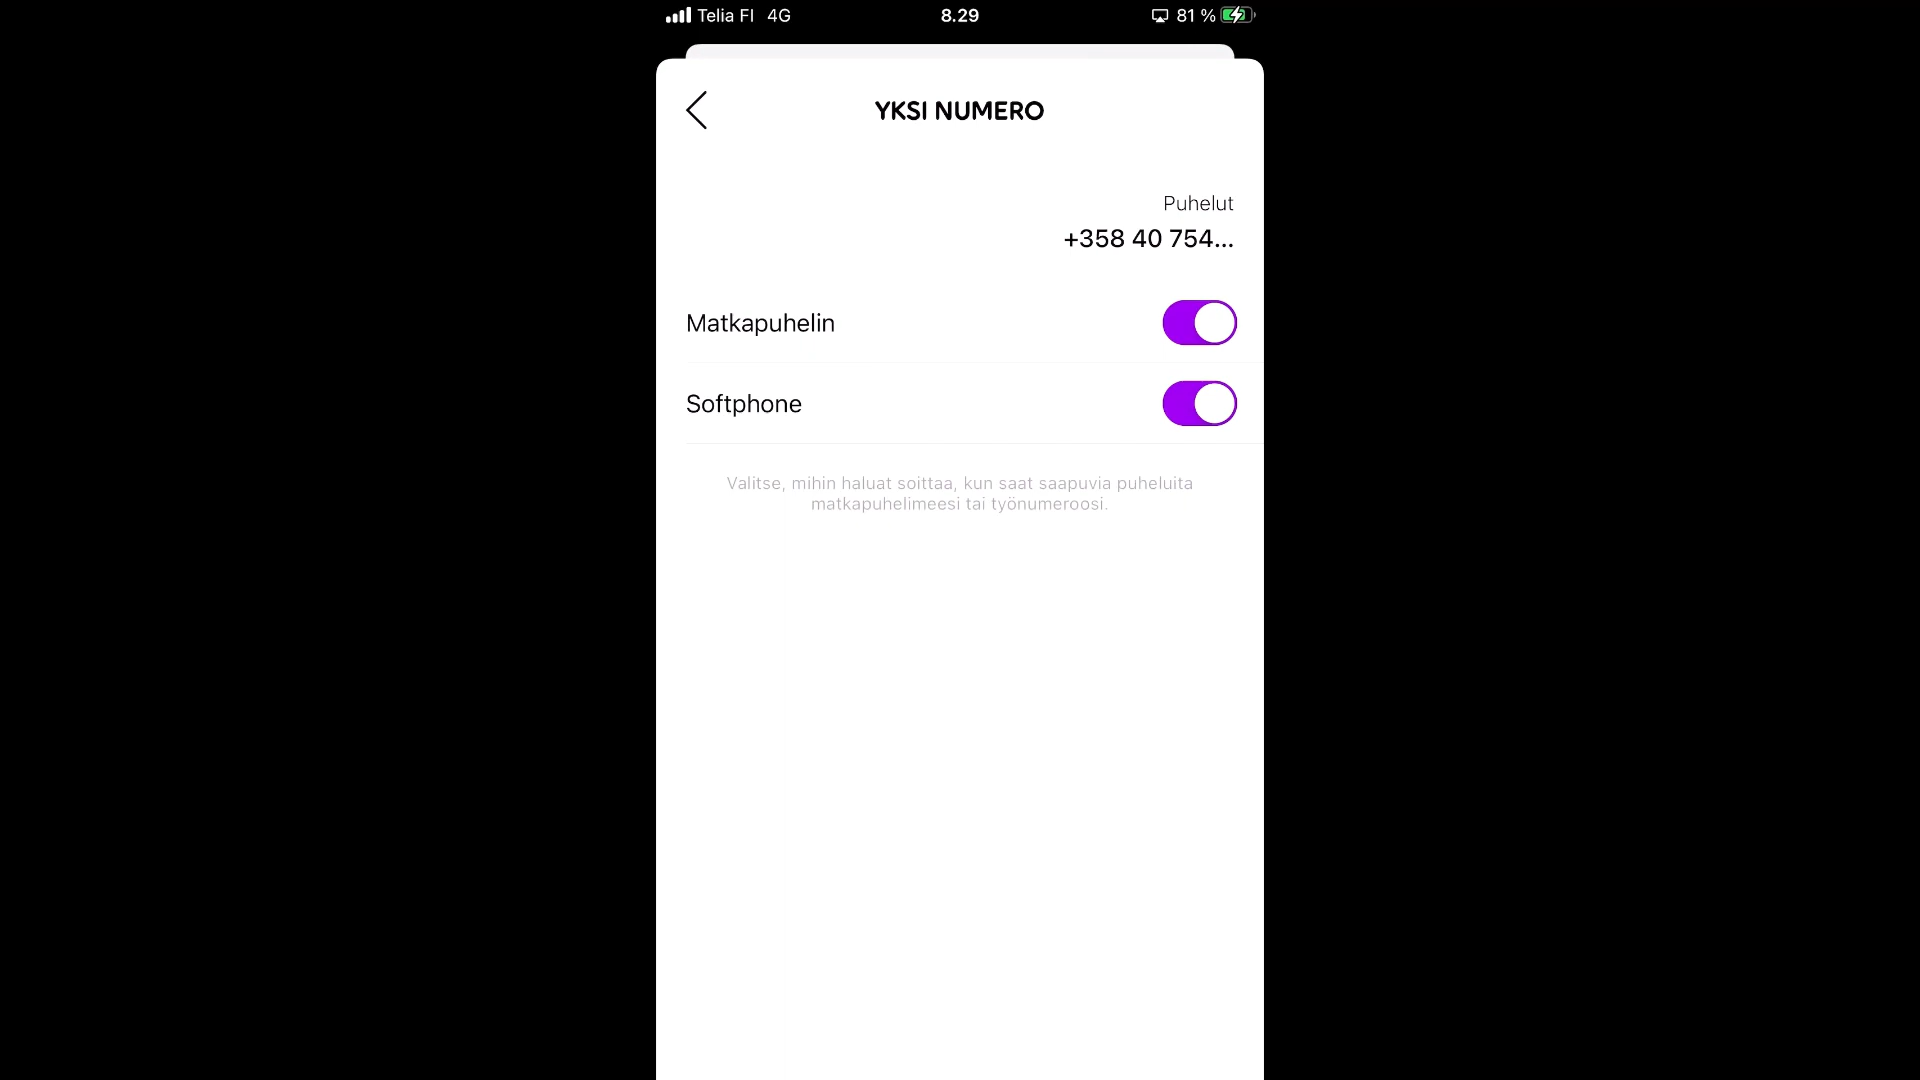 Telia FI 4G 8.29 81 %
YKSI NUMERO
Puhelut
+358 40 754...
Matkapuhelin
Softphone
Valitse, mihin haluat soittaa, kun saat saapuvia puheluita
matkapuhelimeesi tai työnumeroosi.